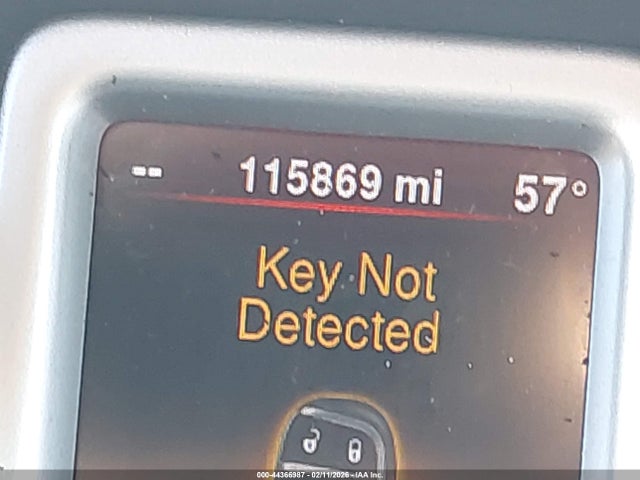 -- 115869 mi 57°
Key Not
Detected
000-44366987 - 02/11/2026 - IAA Inc.